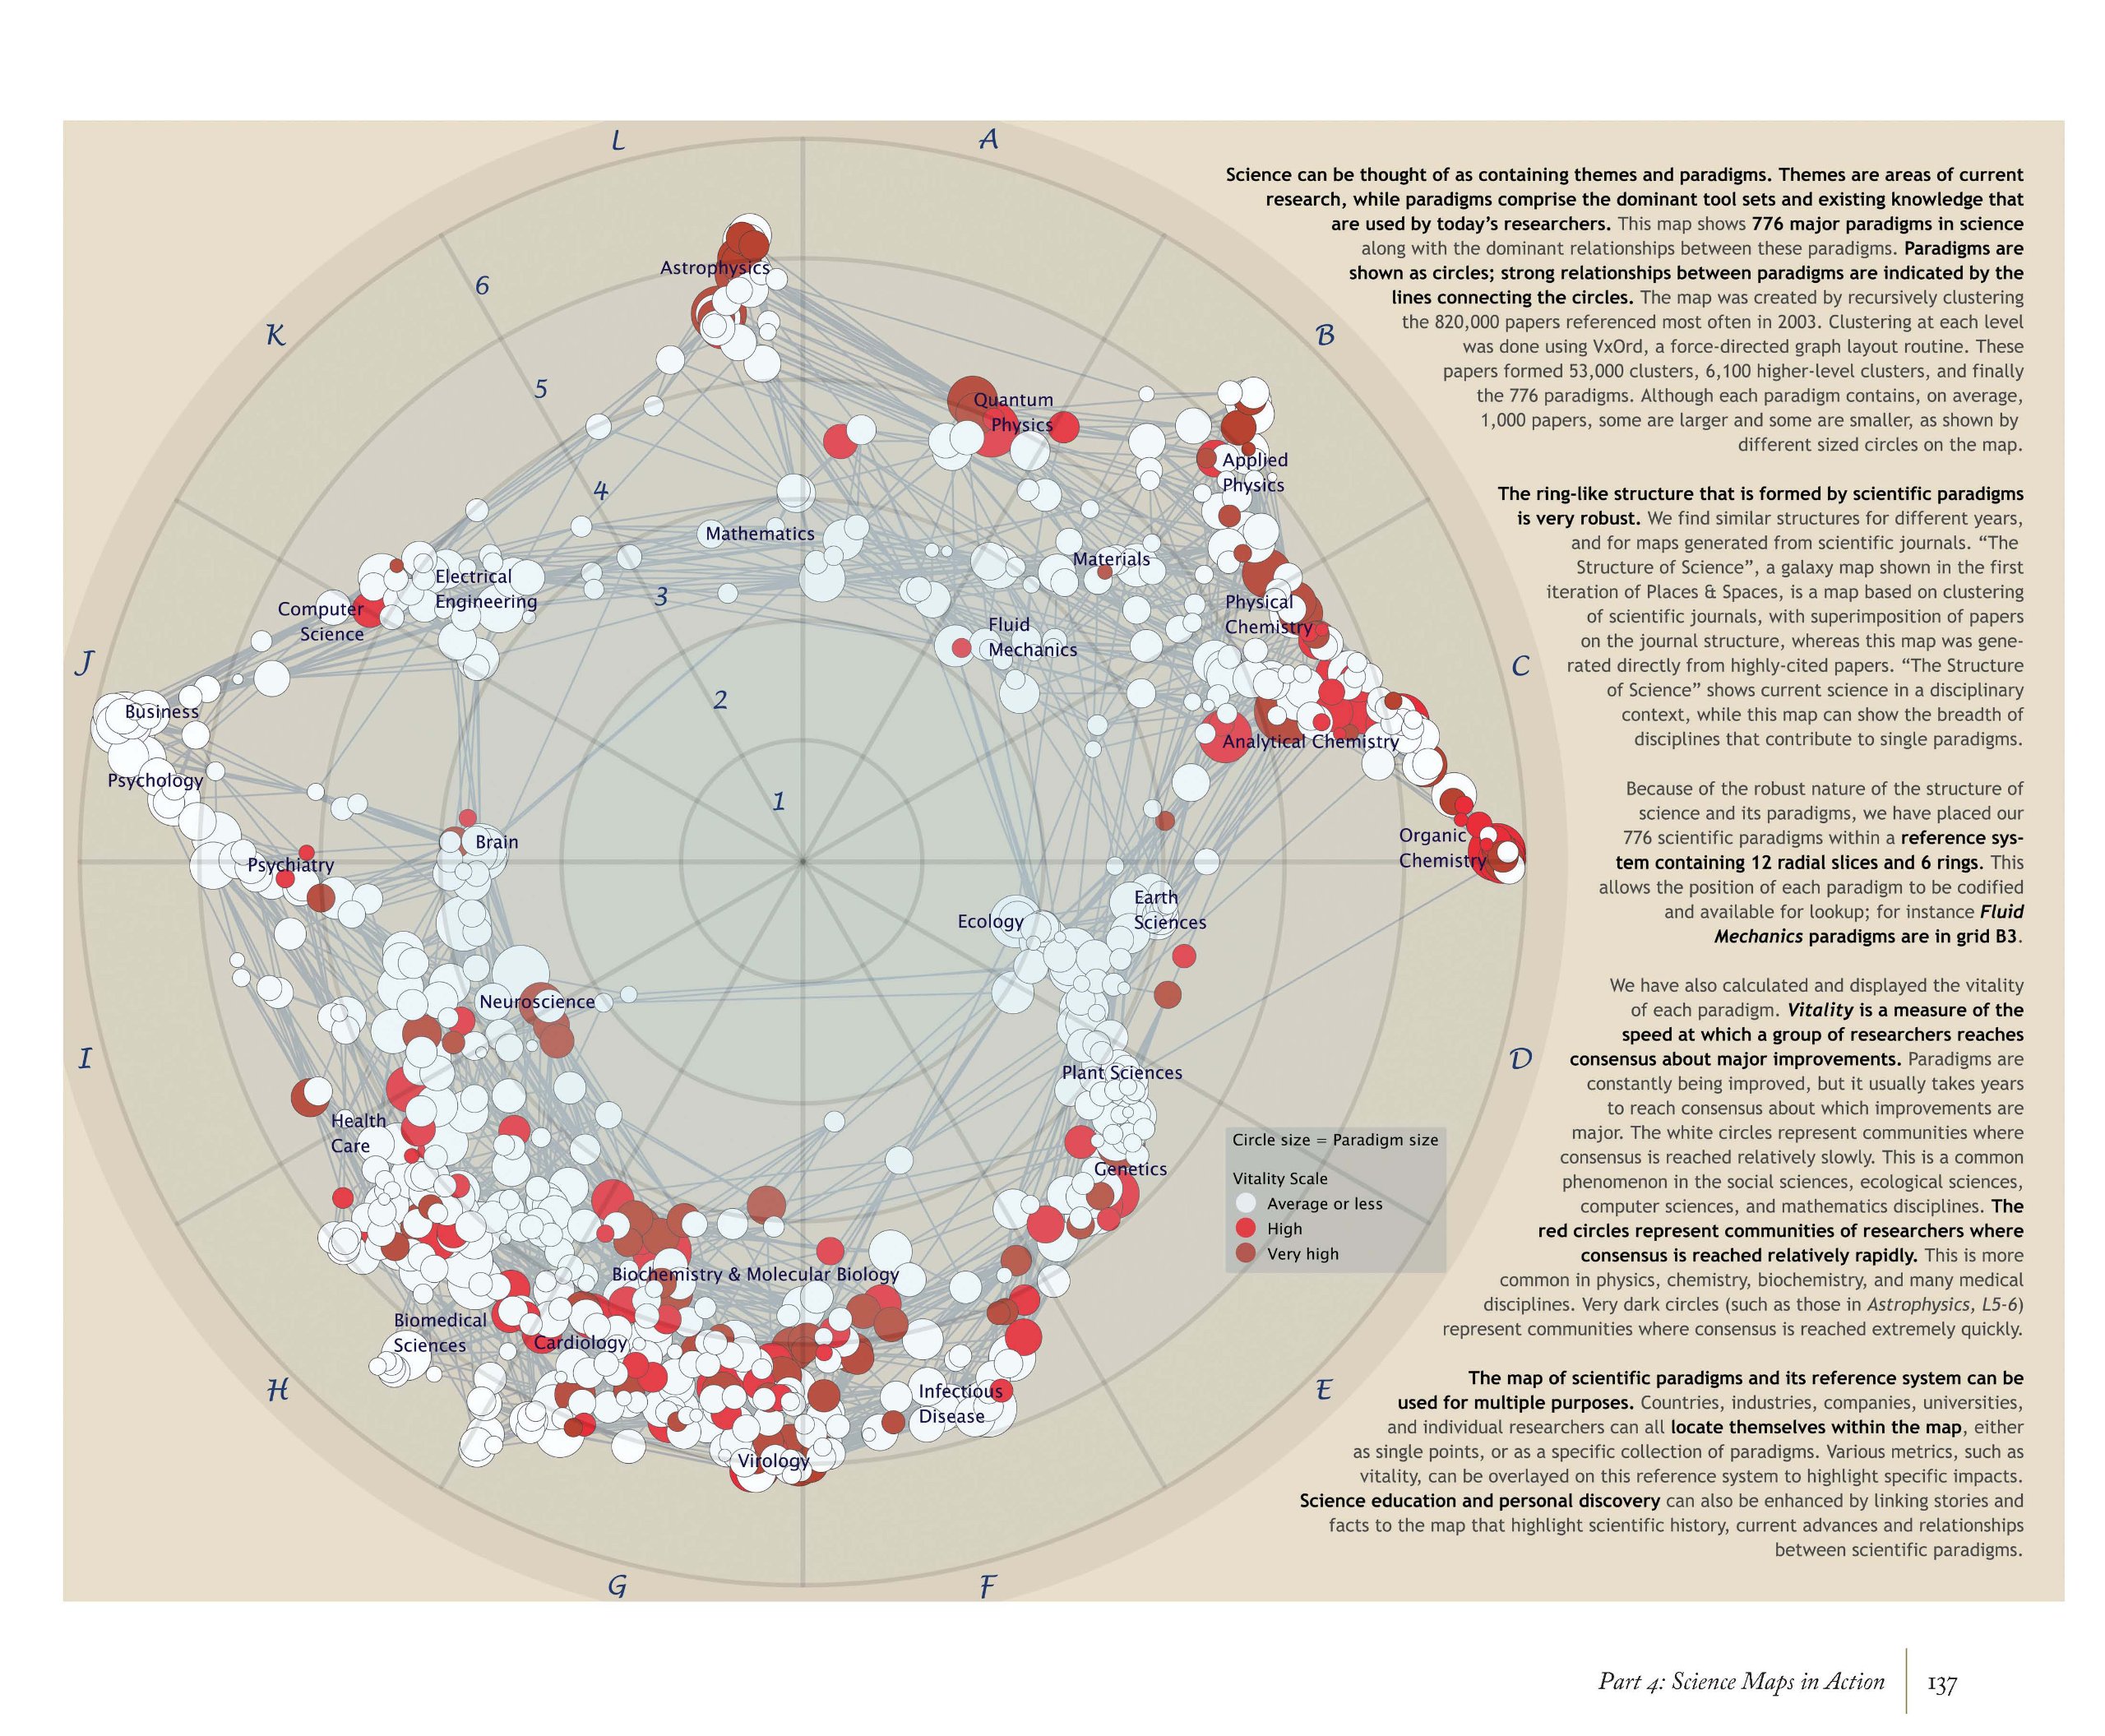 L
A
K
B
J
C
I
D
H
E
G
F
6
5
4
3
2
1
Astrophysics
Quantum
Physics
Applied
Physics
Mathematics
Materials
Electrical
Engineering
Computer
Science
Fluid
Mechanics
Physical
Chemistry
Business
Psychology
Analytical Chemistry
Brain
Psychiatry
Organic
Chemistry
Earth
Sciences
Ecology
Neuroscience
Plant Sciences
Health
Care
Genetics
Biochemistry & Molecular Biology
Biomedical
Sciences
Cardiology
Infectious
Disease
Virology
Circle size = Paradigm size
Vitality Scale
Average or less
High
Very high
Science can be thought of as containing themes and paradigms. Themes are areas of current
research, while paradigms comprise the dominant tool sets and existing knowledge that
are used by today's researchers. This map shows 776 major paradigms in science
along with the dominant relationships between these paradigms. Paradigms are
shown as circles; strong relationships between paradigms are indicated by the
lines connecting the circles. The map was created by recursively clustering
the 820,000 papers referenced most often in 2003. Clustering at each level
was done using VxOrd, a force-directed graph layout routine. These
papers formed 53,000 clusters, 6,100 higher-level clusters, and finally
the 776 paradigms. Although each paradigm contains, on average,
1,000 papers, some are larger and some are smaller, as shown by
different sized circles on the map.
The ring-like structure that is formed by scientific paradigms
is very robust. We find similar structures for different years,
and for maps generated from scientific journals. “The
Structure of Science”, a galaxy map shown in the first
iteration of Places & Spaces, is a map based on clustering
of scientific journals, with superimposition of papers
on the journal structure, whereas this map was gene-
rated directly from highly-cited papers. “The Structure
of Science” shows current science in a disciplinary
context, while this map can show the breadth of
disciplines that contribute to single paradigms.
Because of the robust nature of the structure of
science and its paradigms, we have placed our
776 scientific paradigms within a reference sys-
tem containing 12 radial slices and 6 rings. This
allows the position of each paradigm to be codified
and available for lookup; for instance Fluid
Mechanics paradigms are in grid B3.
We have also calculated and displayed the vitality
of each paradigm. Vitality is a measure of the
speed at which a group of researchers reaches
consensus about major improvements. Paradigms are
constantly being improved, but it usually takes years
to reach consensus about which improvements are
major. The white circles represent communities where
consensus is reached relatively slowly. This is a common
phenomenon in the social sciences, ecological sciences,
computer sciences, and mathematics disciplines. The
red circles represent communities of researchers where
consensus is reached relatively rapidly. This is more
common in physics, chemistry, biochemistry, and many medical
disciplines. Very dark circles (such as those in Astrophysics, L5-6)
represent communities where consensus is reached extremely quickly.
The map of scientific paradigms and its reference system can be
used for multiple purposes. Countries, industries, companies, universities,
and individual researchers can all locate themselves within the map, either
as single points, or as a specific collection of paradigms. Various metrics, such as
vitality, can be overlayed on this reference system to highlight specific impacts.
Science education and personal discovery can also be enhanced by linking stories and
facts to the map that highlight scientific history, current advances and relationships
between scientific paradigms.
Part 4: Science Maps in Action
137